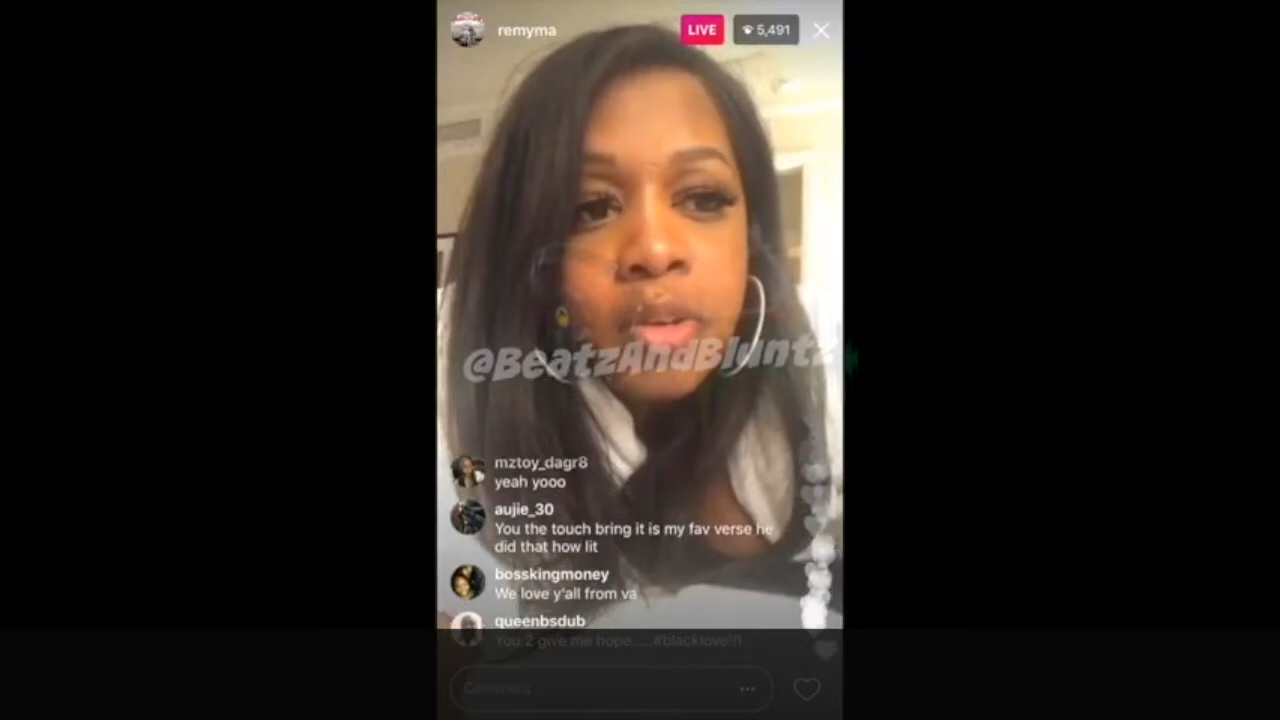 remyma
LIVE
5,491
@BeatzAndBluntz
mztoy_dagr8
yeah yooo
aujie_30
You the touch bring it is my fav verse he
did that how lit
bosskingmoney
We love y'all from va
queenbsdub
You 2 give me hope.....#blacklove!!1
Comment